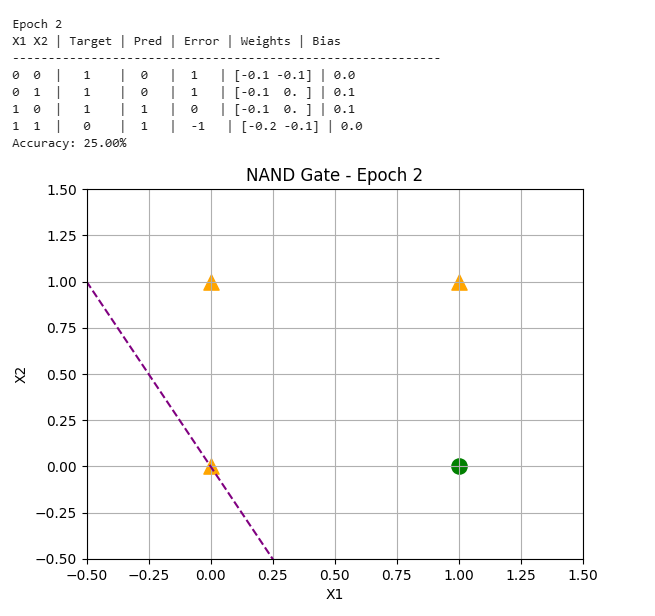 Epoch 2
X1 X2 | Target | Pred | Error | Weights | Bias
---------------------------------------------------------
0  0  |   1    |  0  |  1   | [-0.1 -0.1] | 0.0
0  1  |   1    |  0  |  1   | [-0.1  0. ] | 0.1
1  0  |   1    |  1  |  0   | [-0.1  0. ] | 0.1
1  1  |   0    |  1  |  -1   | [-0.2 -0.1] | 0.0
Accuracy: 25.00%
NAND Gate - Epoch 2
1.50
1.25
1.00
0.75
0.50
0.25
0.00
−0.25
−0.50
X2
−0.50 −0.25 0.00 0.25 0.50 0.75 1.00 1.25 1.50
X1